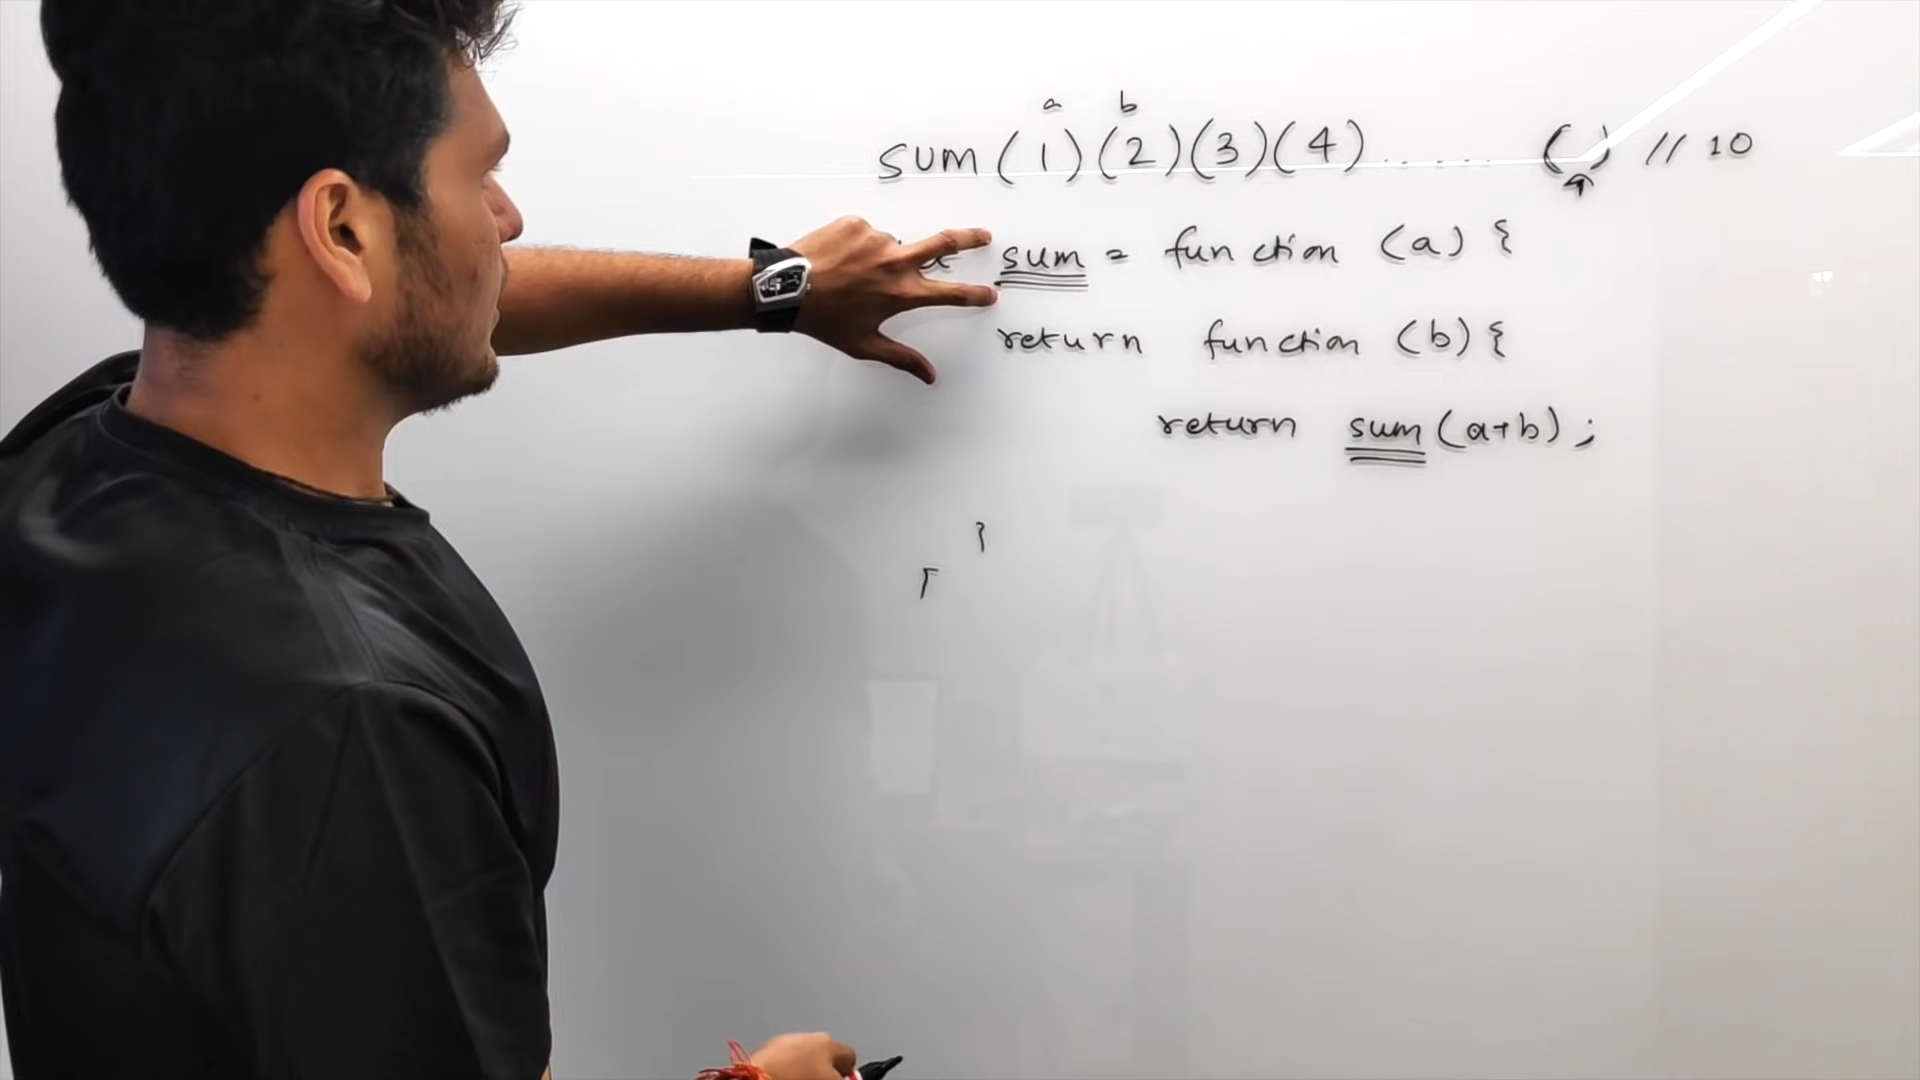 a b
sum(1)(2)(3)(4)...... () // 10
sum = function (a) {
return function (b) {
return sum(a+b);
}